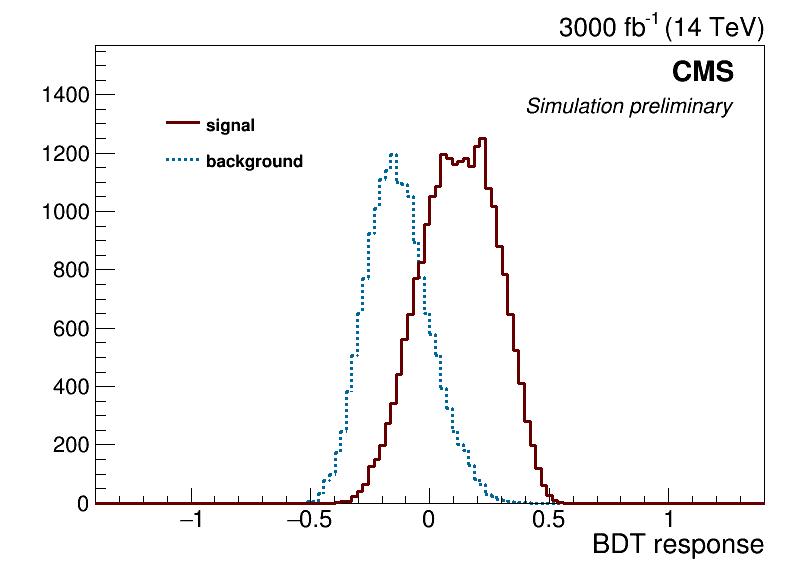 3000 fb⁻¹ (14 TeV)
CMS
Simulation preliminary
signal
background
1400
1200
1000
800
600
400
200
0
−1 −0.5 0 0.5 1
BDT response